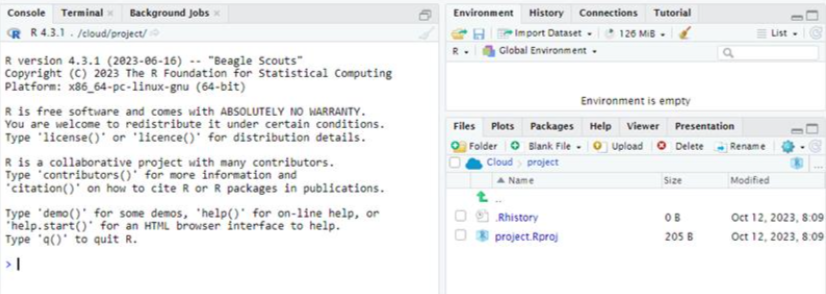 Console Terminal × Background Jobs ×
R 4.3.1 . /cloud/project/
R version 4.3.1 (2023-06-16) -- "Beagle Scouts"
Copyright (C) 2023 The R Foundation for Statistical Computing
Platform: x86_64-pc-linux-gnu (64-bit)
R is free software and comes with ABSOLUTELY NO WARRANTY.
You are welcome to redistribute it under certain conditions.
Type 'license()' or 'licence()' for distribution details.
R is a collaborative project with many contributors.
Type 'contributors()' for more information and
'citation()' on how to cite R or R packages in publications.
Type 'demo()' for some demos, 'help()' for on-line help, or
'help.start()' for an HTML browser interface to help.
Type 'q()' to quit R.
>
Environment History Connections Tutorial
Import Dataset 126 MiB List
R Global Environment
Environment is empty
Files Plots Packages Help Viewer Presentation
Folder Blank File Upload Delete Rename
Cloud project ...
Name Size Modified
..
.Rhistory 0 B Oct 12, 2023, 8:09
project.Rproj 205 B Oct 12, 2023, 8:09